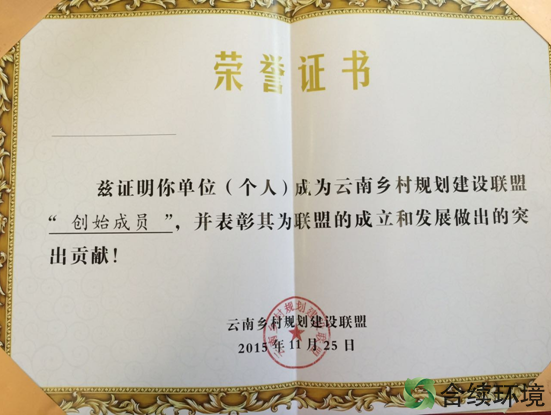 荣誉证书
兹证明你单位（个人）成为云南乡村规划建设联盟
“ 创始成员 ”，并表彰其为联盟的成立和发展做出的突
出贡献！
云南乡村规划建设联盟
2015年11月25日
合续环境